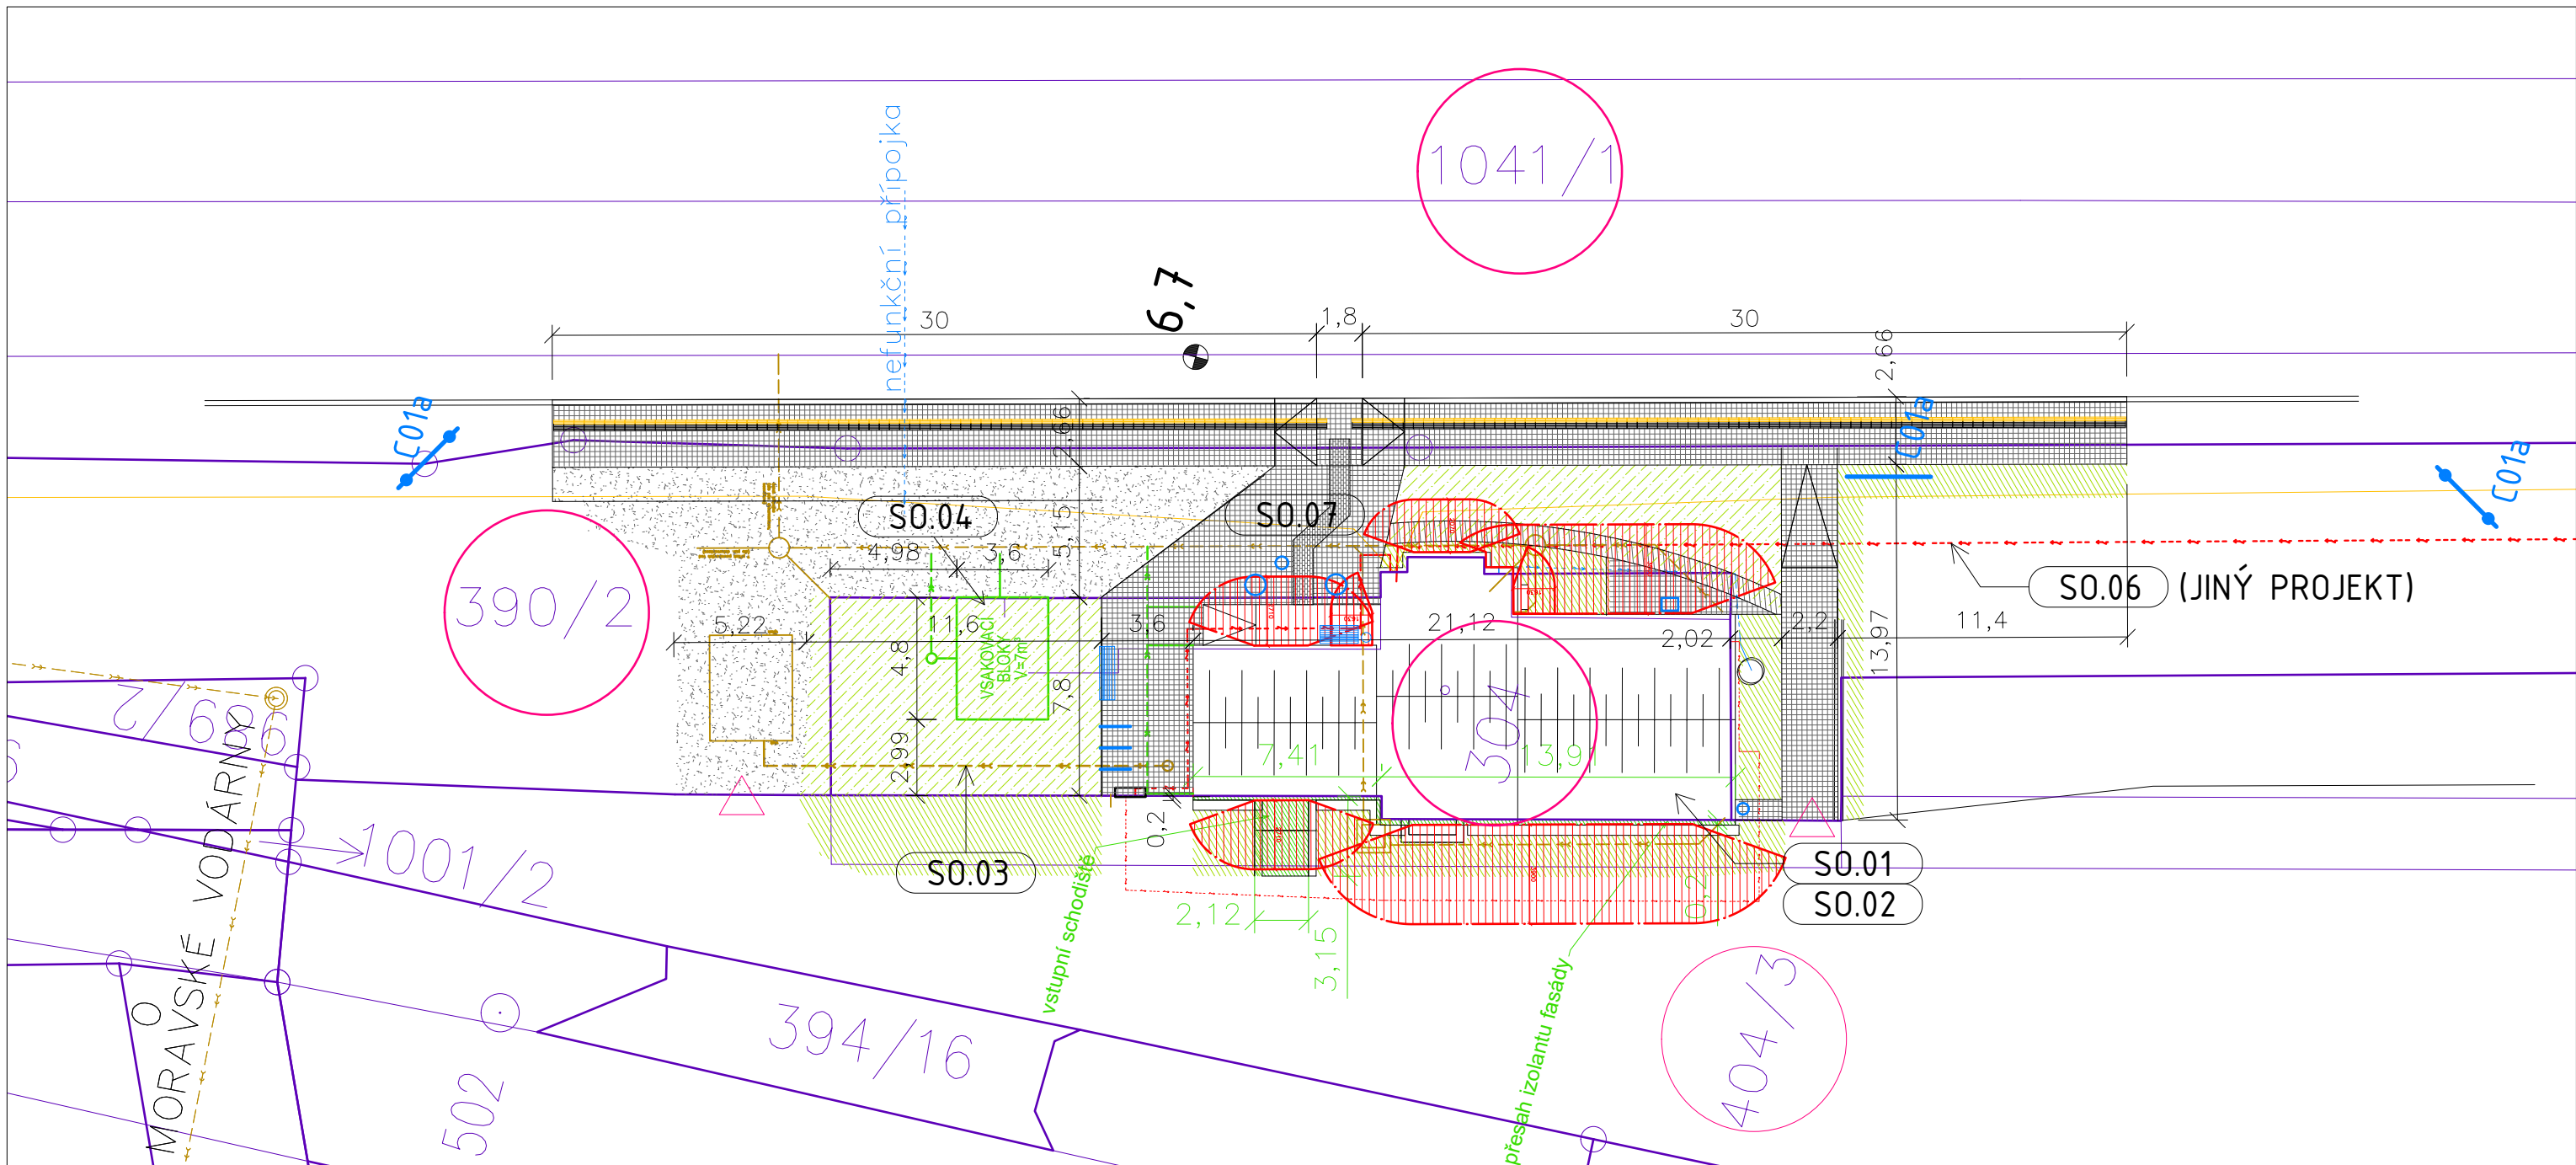 nefunkční přípojka
1041/1
6,7
30
1,8
30
2,66
C01a
C01a
C01a
2,66
SO.04
SO.07
5,15
4,98
3,6
390/2
SO.06 (JINÝ PROJEKT)
5,22
11,6
3,6
21,12
2,02
2,2
11,4
13,97
VSAKOVACÍ
BLOKY
V=7m³
4,8
7,8
2,99
7,41
304
13,91
989/2
MORAVSKÉ VODÁRNY
O
1001/2
SO.03
0,2
vstupní schodiště
2,12
3,15
0,2
SO.01
SO.02
přesah izolantu fasády
404/3
394/16
502